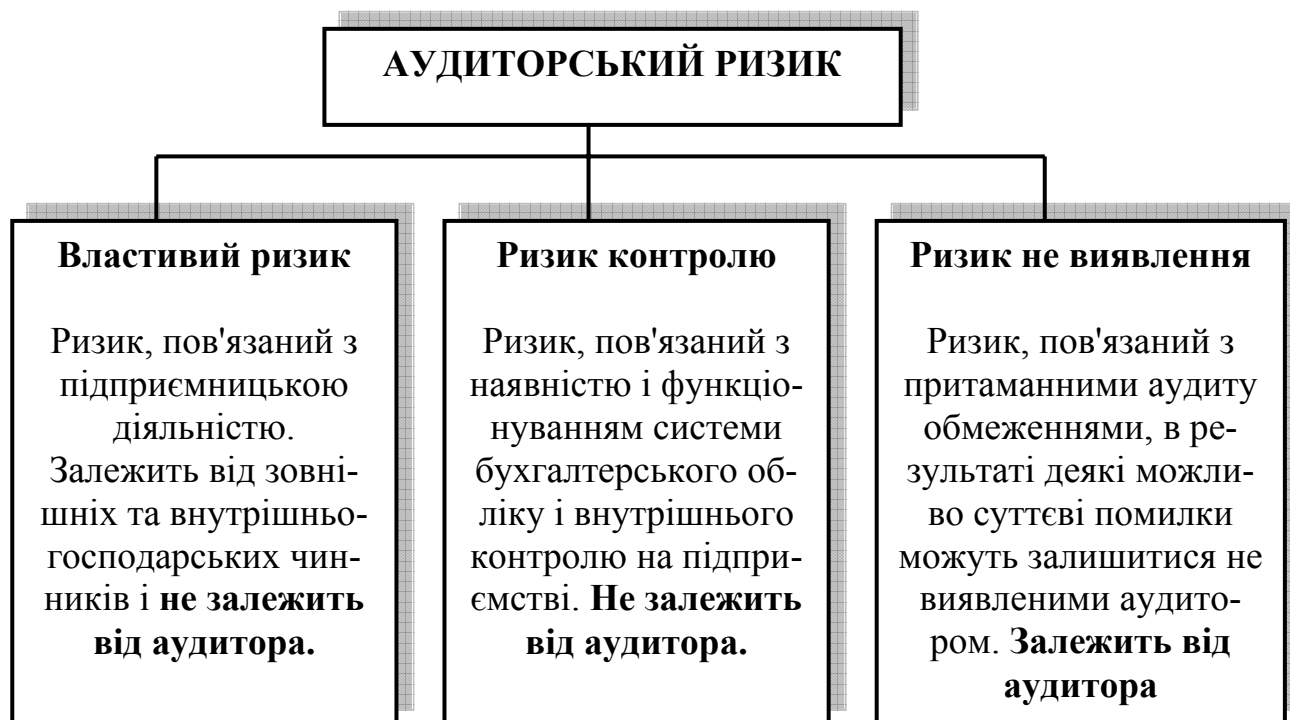 АУДИТОРСЬКИЙ РИЗИК
Властивий ризик
Ризик, пов'язаний з
підприємницькою
діяльністю.
Залежить від зовні-
шніх та внутрішньо-
господарських чин-
ників і не залежить
від аудитора.
Ризик контролю
Ризик, пов'язаний з
наявністю і функціо-
нуванням системи
бухгалтерського об-
ліку і внутрішнього
контролю на підпри-
ємстві. Не залежить
від аудитора.
Ризик не виявлення
Ризик, пов'язаний з
притаманними аудиту
обмеженнями, в ре-
зультаті деякі можли-
во суттєві помилки
можуть залишитися не
виявленими аудито-
ром. Залежить від
аудитора